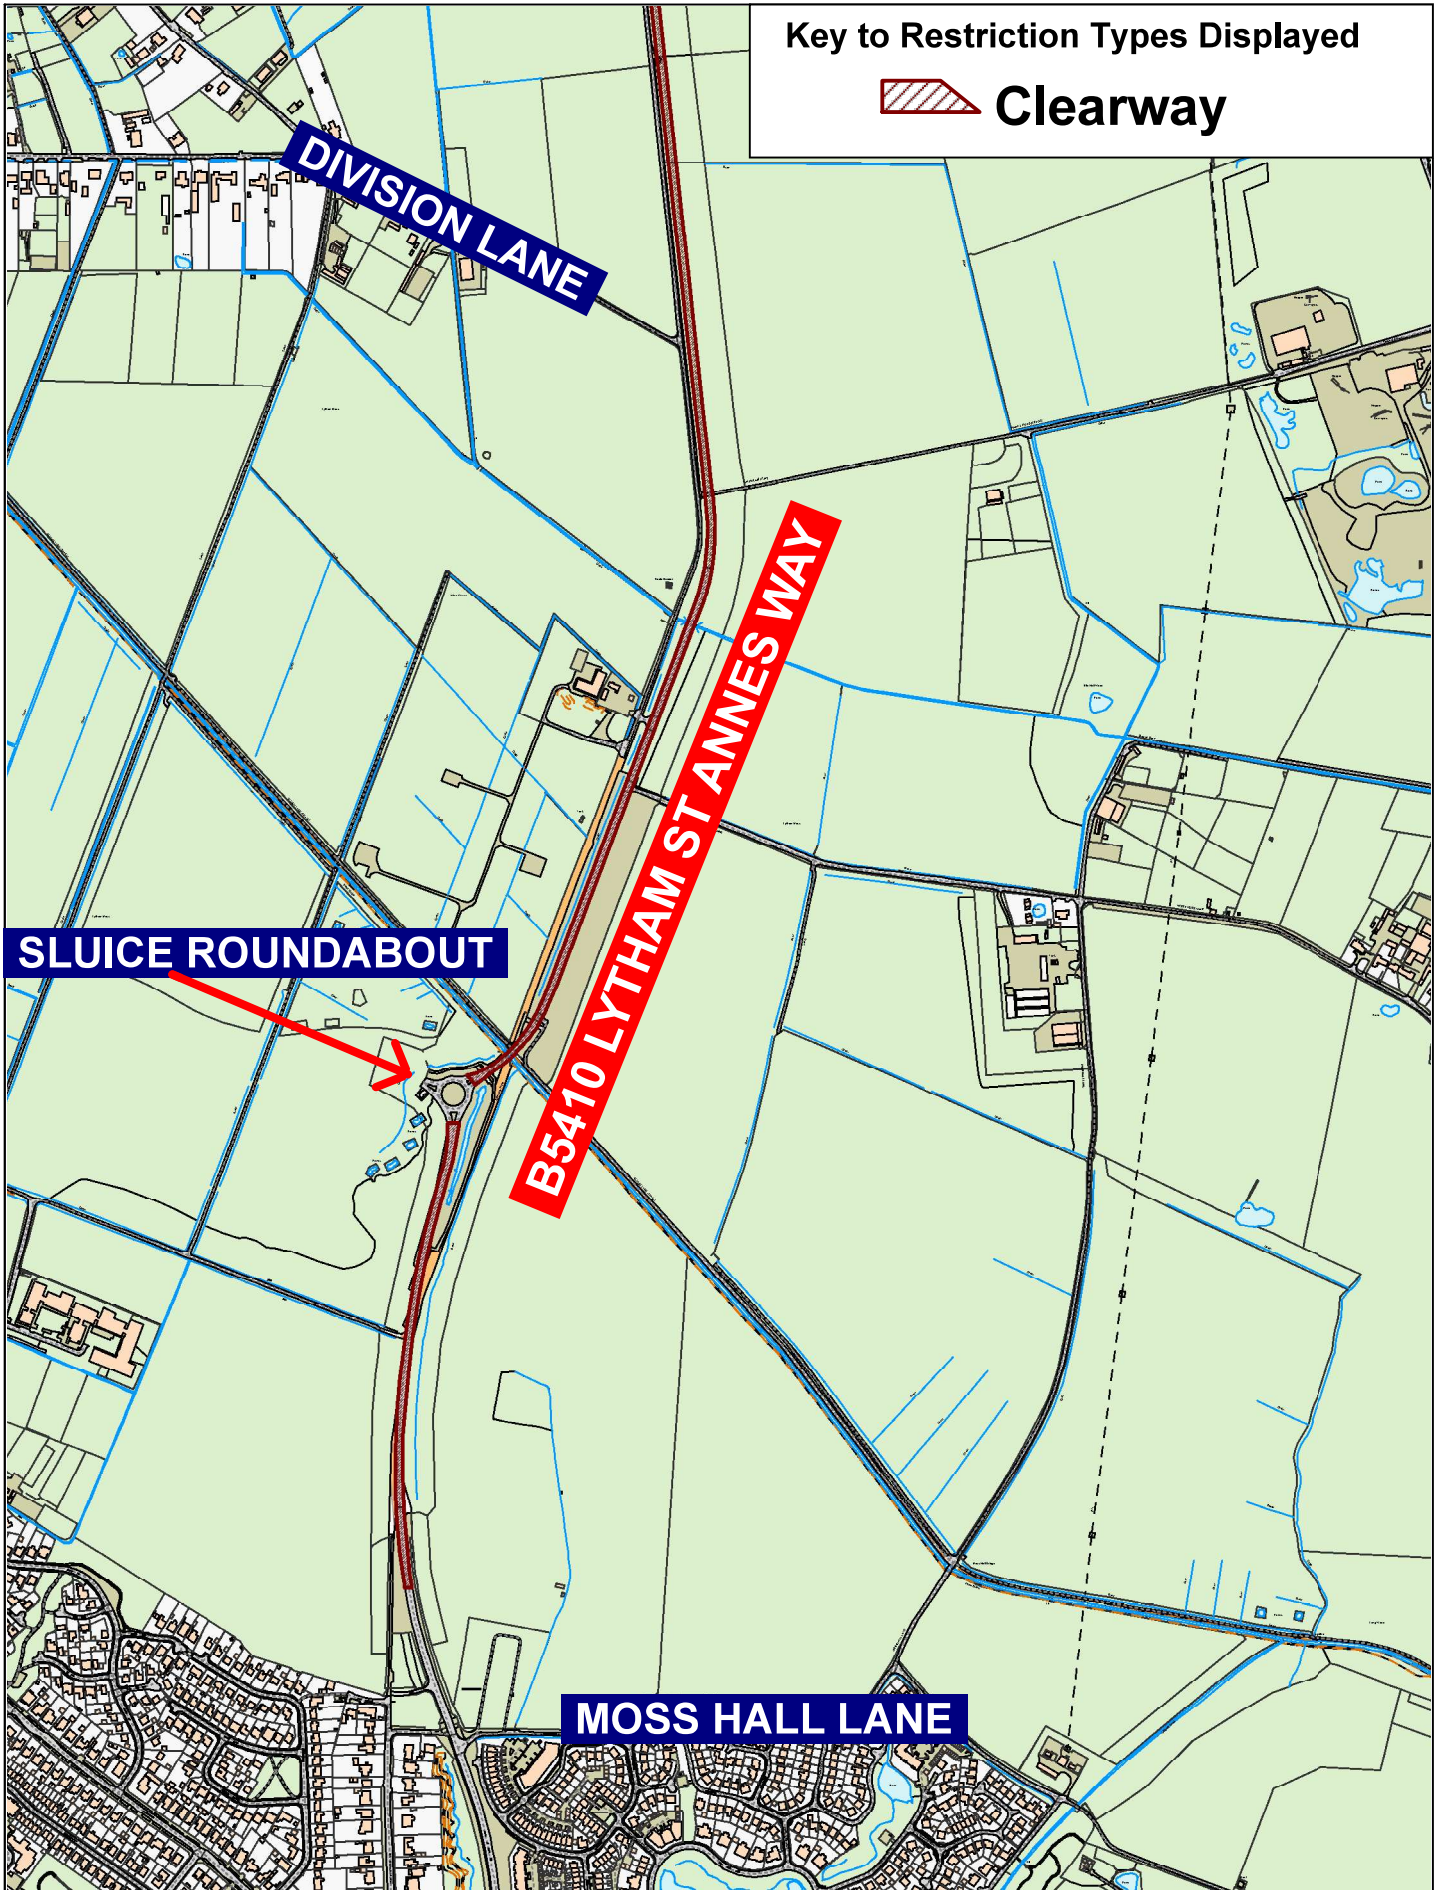 Key to Restriction Types Displayed
Clearway
DIVISION LANE
B5410 LYTHAM ST ANNES WAY
SLUICE ROUNDABOUT
MOSS HALL LANE